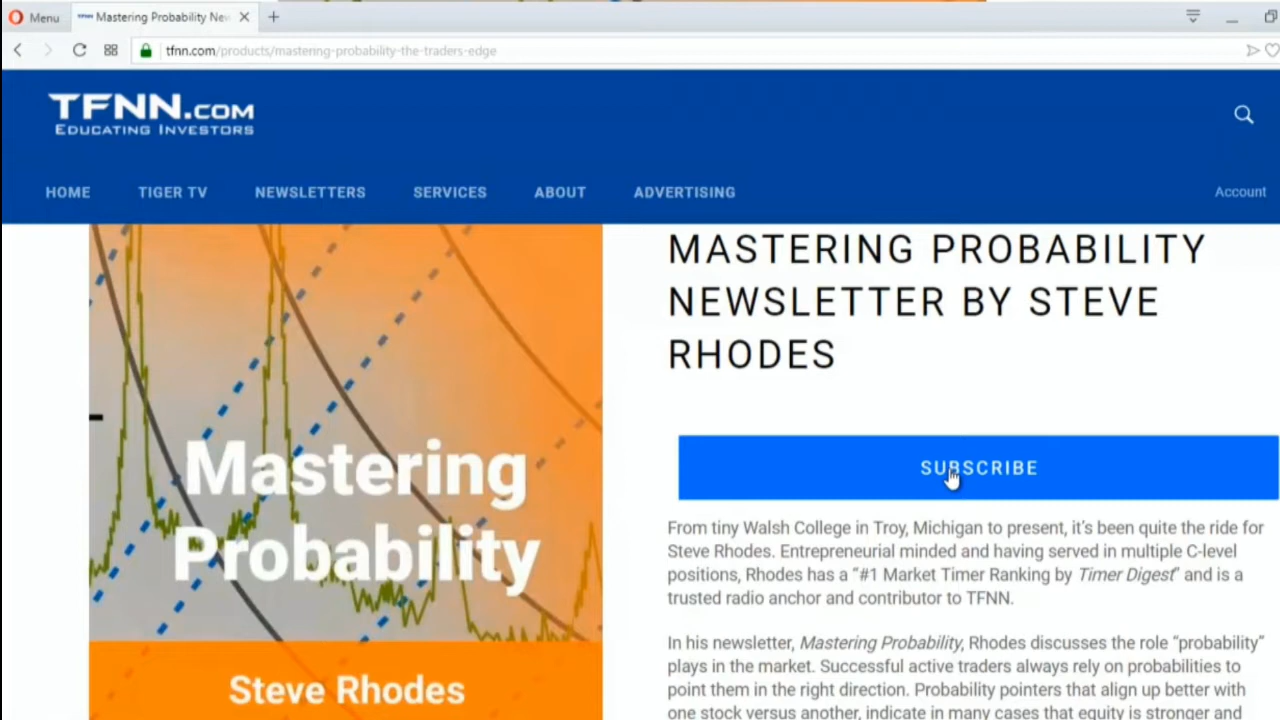 Menu
TFNN Mastering Probability New
tfnn.com/products/mastering-probability-the-traders-edge
TFNN.COM
EDUCATING INVESTORS
HOME TIGER TV NEWSLETTERS SERVICES ABOUT ADVERTISING Account
Mastering
Probability
Steve Rhodes
MASTERING PROBABILITY
NEWSLETTER BY STEVE
RHODES
SUBSCRIBE
From tiny Walsh College in Troy, Michigan to present, it's been quite the ride for
Steve Rhodes. Entrepreneurial minded and having served in multiple C-level
positions, Rhodes has a “#1 Market Timer Ranking by Timer Digest” and is a
trusted radio anchor and contributor to TFNN.
In his newsletter, Mastering Probability, Rhodes discusses the role “probability”
plays in the market. Successful active traders always rely on probabilities to
point them in the right direction. Probability pointers that align up better with
one stock versus another, indicate in many cases that equity is stronger and